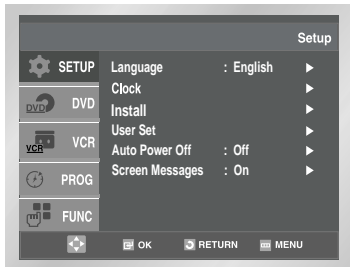 Setup
SETUP
Language : English ►
Clock ►
DVD DVD
Install ►
User Set ►
VCR VCR
Auto Power Off : Off ►
Screen Messages : On ►
PROG
FUNC
OK RETURN MENU